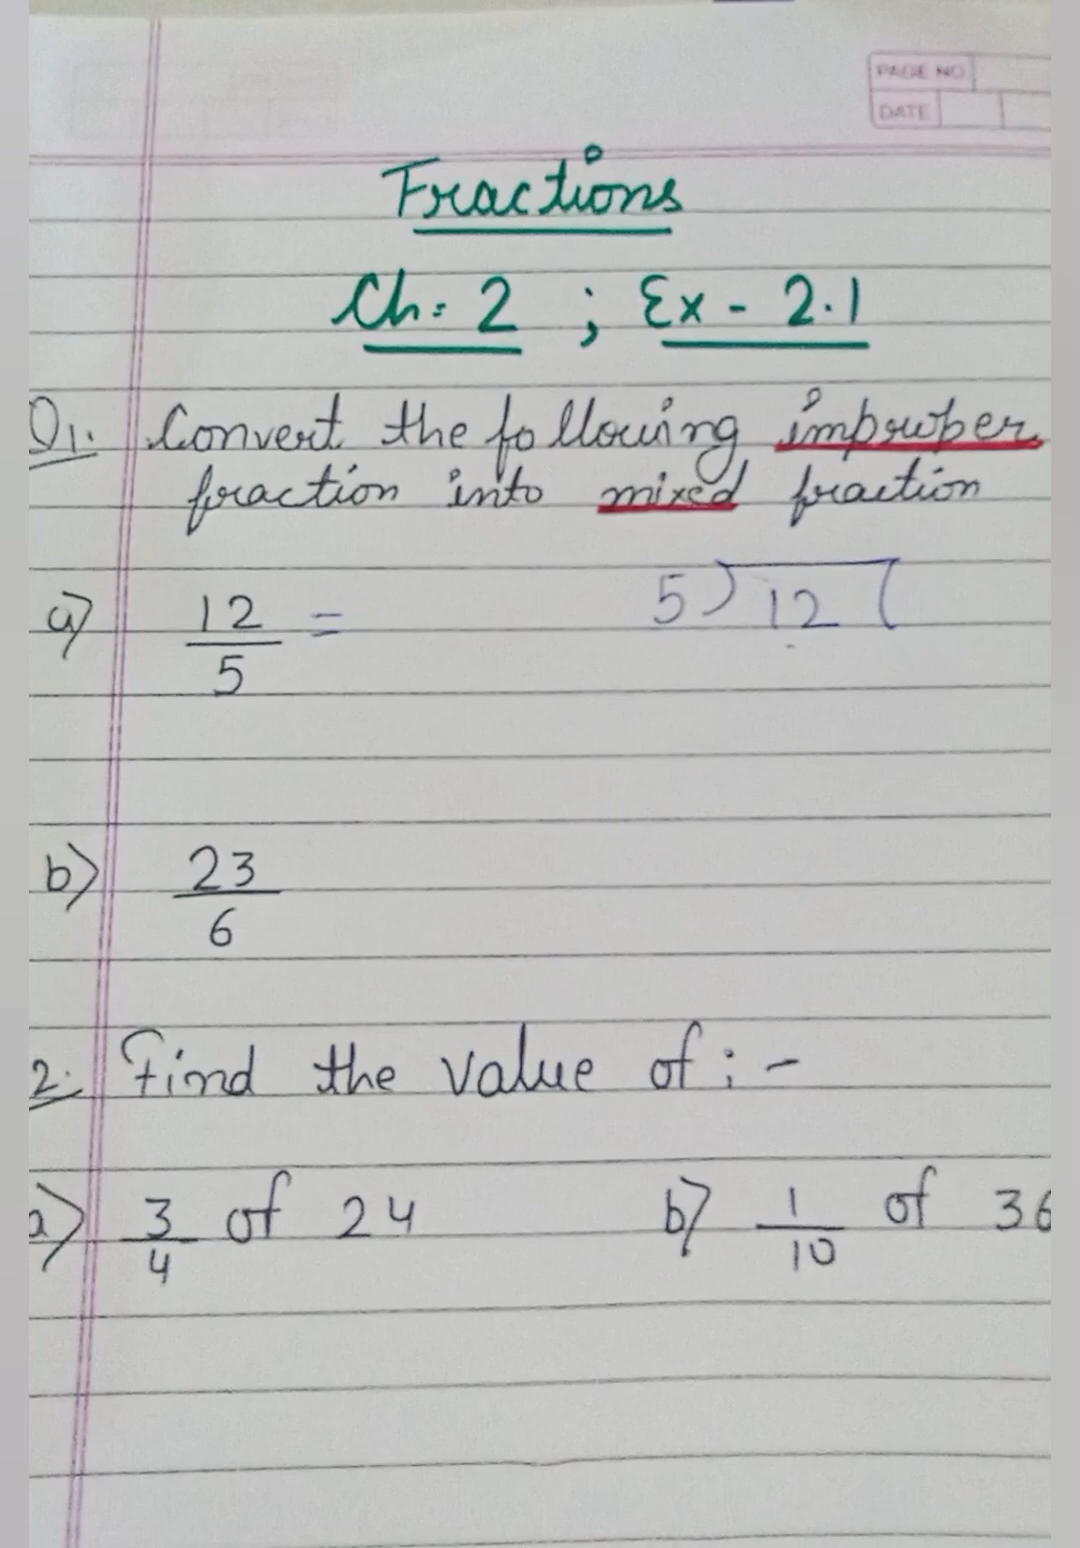 PAGE NO
DATE
Fractions
Ch: 2 ; Ex - 2.1
Q1. Convert the following improper
fraction into mixed fraction
a) 12/5 = 5) 12 (
b) 23/6
2. Find the value of : -
a) 3/4 of 24 b) 1/10 of 36